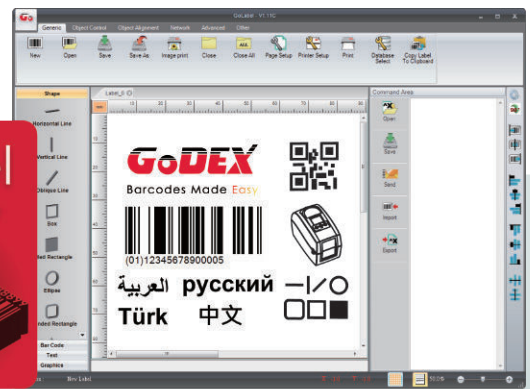 GoLabel - V1.11C
Go
Generic Object Control Object Alignment Network Advanced Other
New Open Save Save As Image print Close Close All Page Setup Printer Setup Print Database Select Copy Label To Clipboard
Shape
Label_0
Command Area
Horizontal Line
Vertical Line
Oblique Line
Box
Ellipse
Bar Code
Text
Graphics
GoDEX
Barcodes Made Easy
(01)12345678900005
العربية русский
Türk 中文
Open
Save
Send
Import
Export
New Label